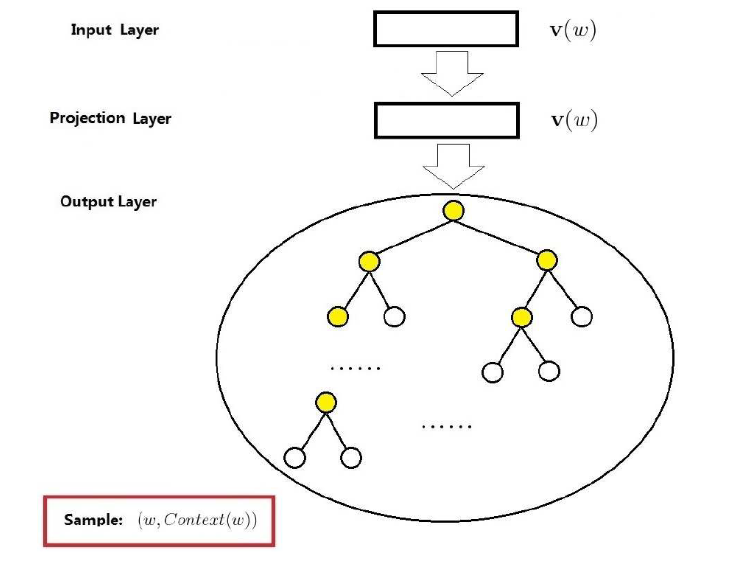 Input Layer v(w)
Projection Layer v(w)
Output Layer
......
......
Sample: (w, Context(w))